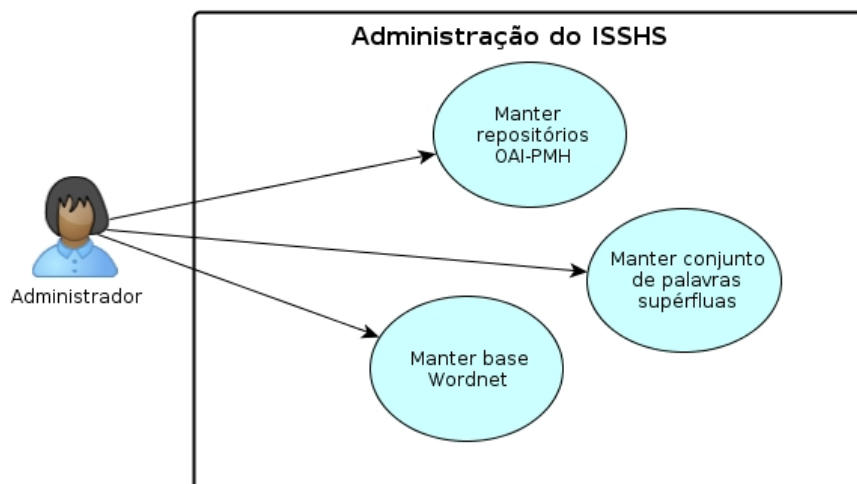 Administração do ISSHS
Manter
repositórios
OAI-PMH
Manter conjunto
de palavras
supérfluas
Administrador
Manter base
Wordnet